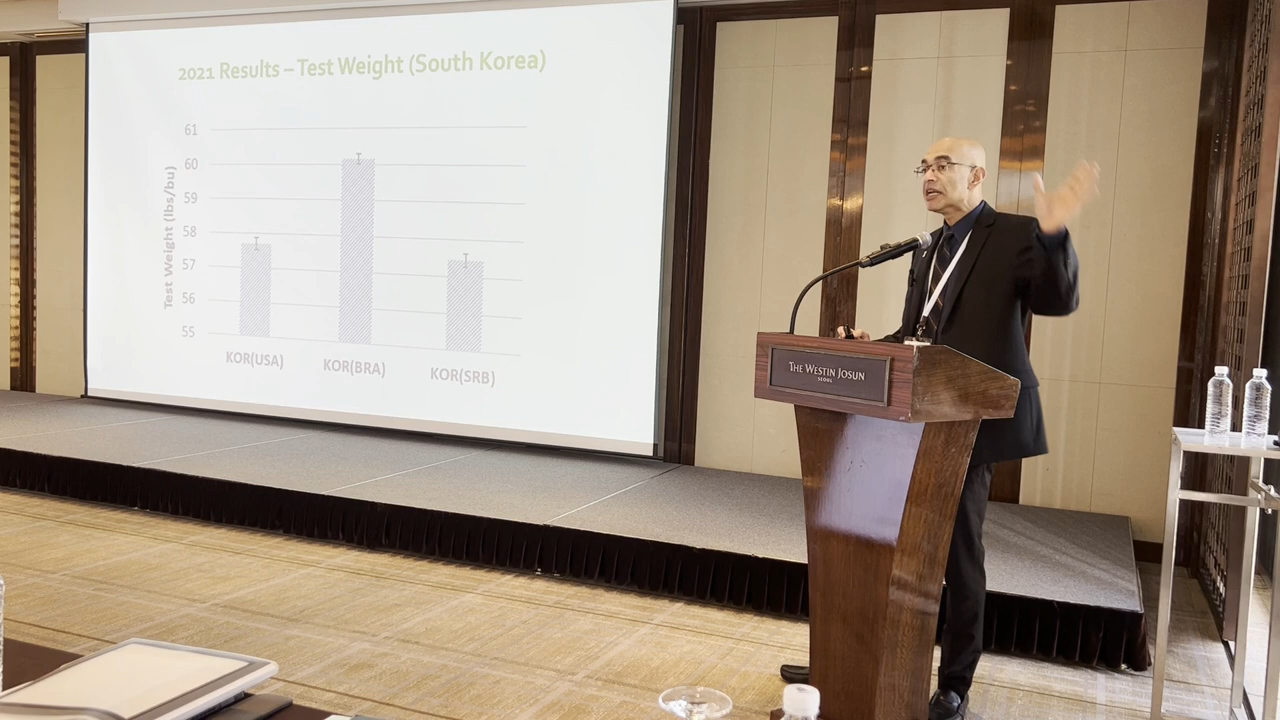 2021 Results – Test Weight (South Korea)
Test Weight (lbs/bu)
61
60
59
58
57
56
55
KOR(USA)
KOR(BRA)
KOR(SRB)
THE WESTIN JOSUN
SEOUL